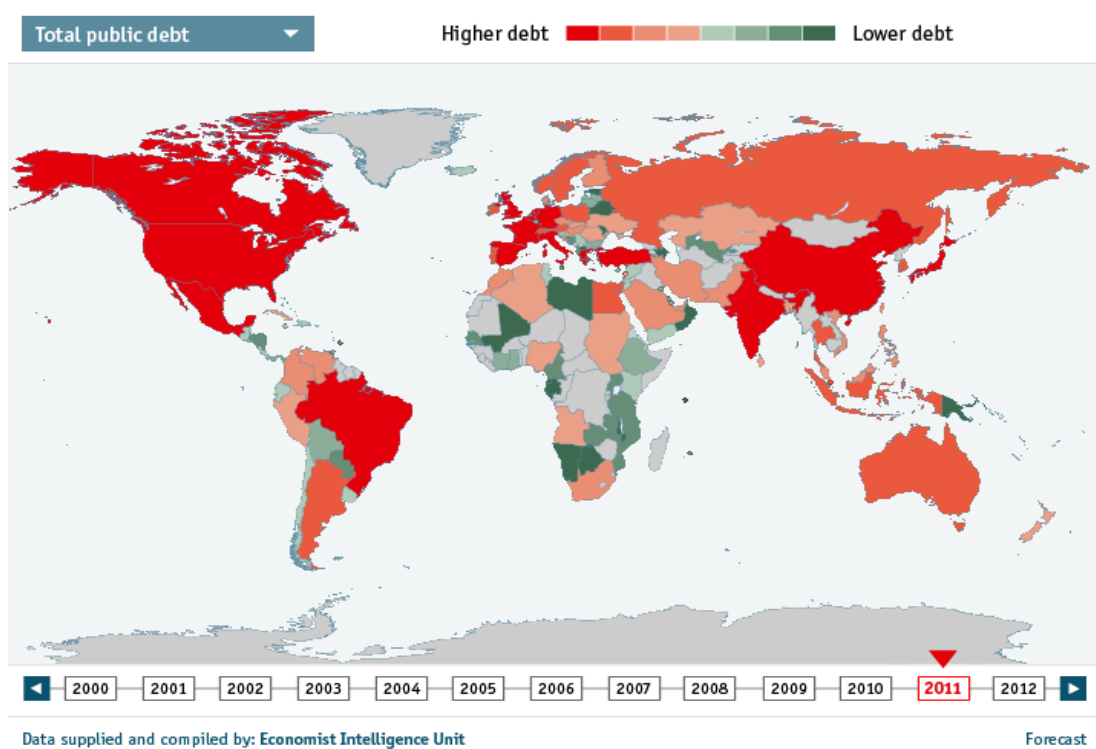 Total public debt
Higher debt Lower debt
2000 2001 2002 2003 2004 2005 2006 2007 2008 2009 2010 2011 2012
Data supplied and compiled by: Economist Intelligence Unit Forecast